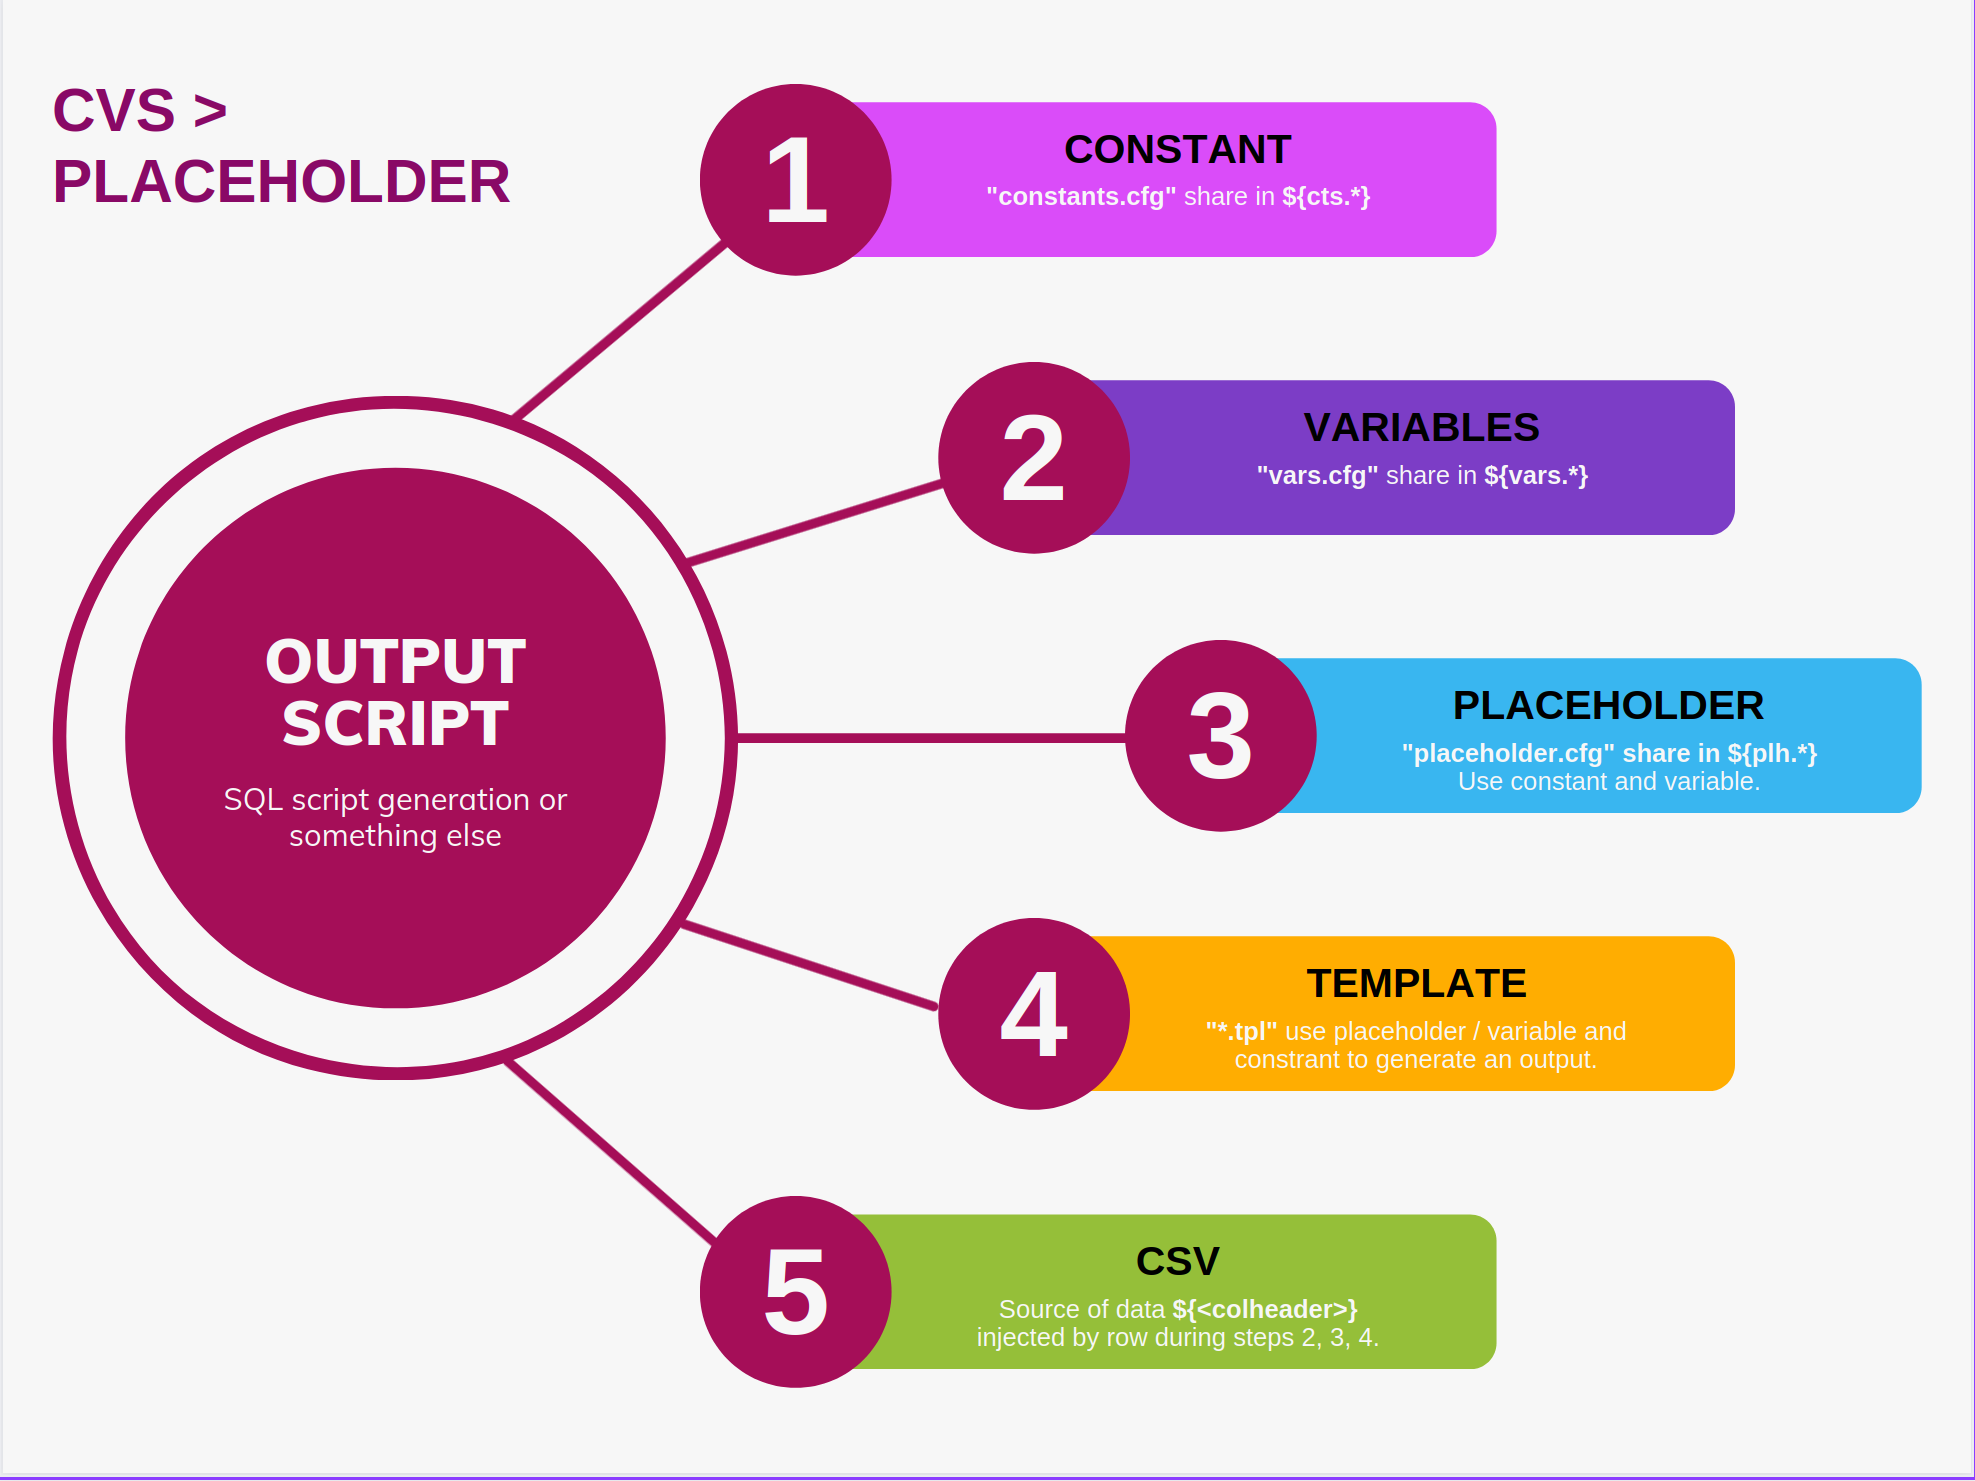 CVS >
PLACEHOLDER
1
CONSTANT
"constants.cfg" share in ${cts.*}
2
VARIABLES
"vars.cfg" share in ${vars.*}
OUTPUT
SCRIPT
SQL script generation or
something else
3
PLACEHOLDER
"placeholder.cfg" share in ${plh.*}
Use constant and variable.
4
TEMPLATE
"*.tpl" use placeholder / variable and
constrant to generate an output.
5
CSV
Source of data ${<colheader>}
injected by row during steps 2, 3, 4.